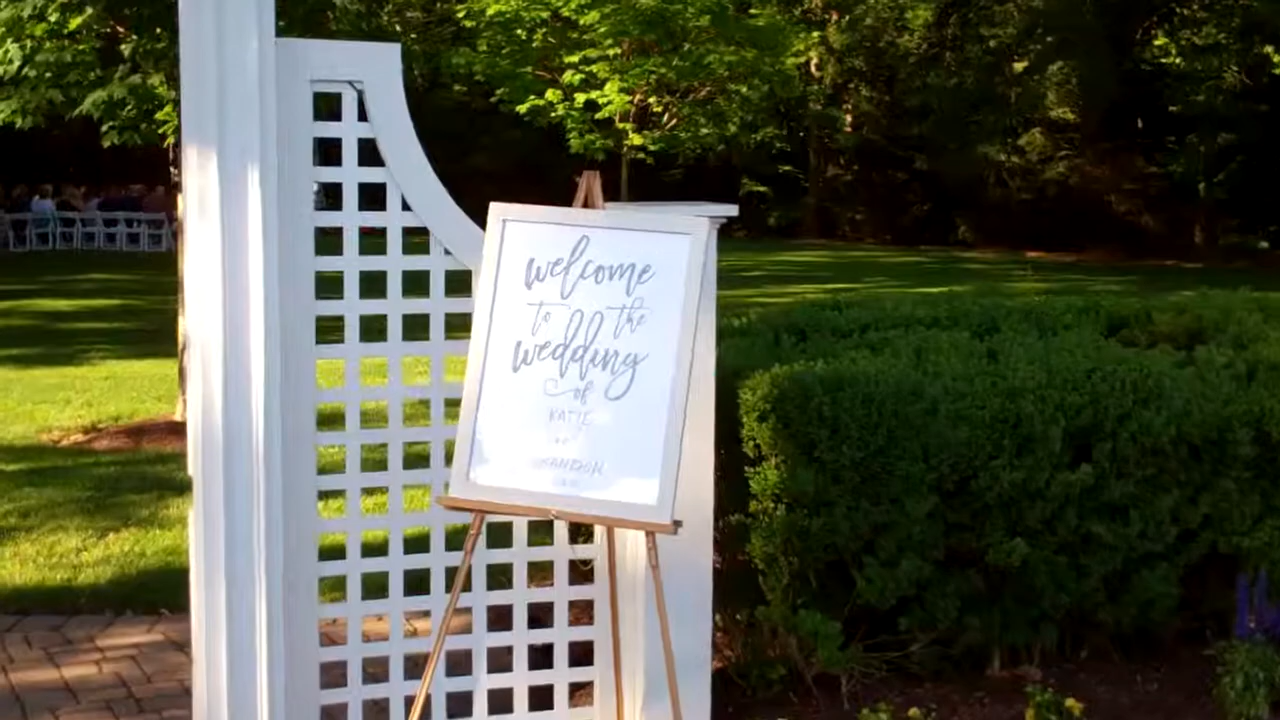 welcome
to the
wedding
of
KATIE